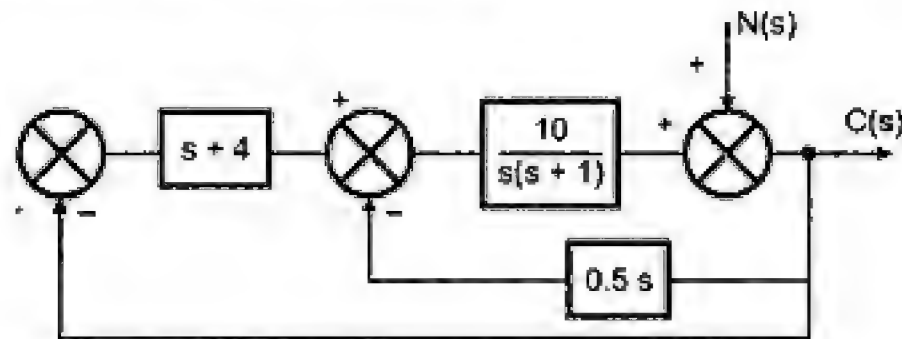 N(s)
+
+
s + 4
10
s(s + 1)
+
C(s)
−
−
0.5 s